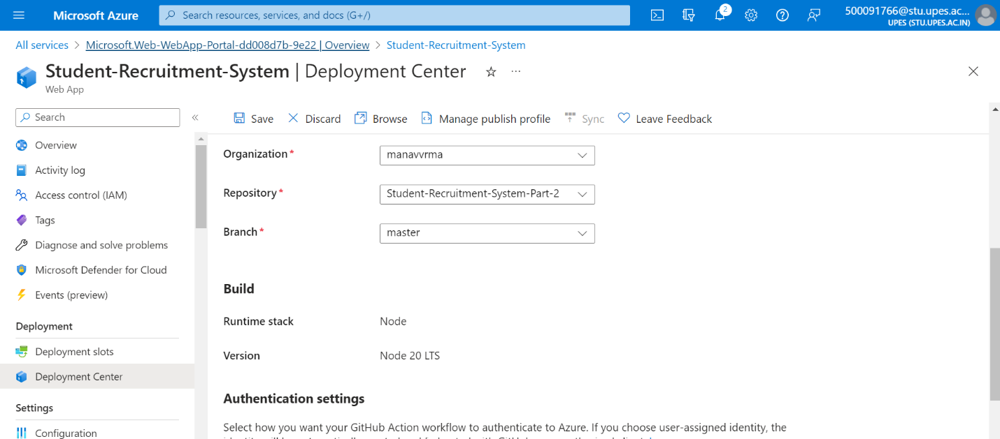 Microsoft Azure
Search resources, services, and docs (G+/)
2
500091766@stu.upes.ac...
UPES (STU.UPES.AC.IN)
All services > Microsoft.Web-WebApp-Portal-dd008d7b-9e22 | Overview > Student-Recruitment-System
Student-Recruitment-System | Deployment Center
...
Web App
Search
«
Save
Discard
Browse
Manage publish profile
Sync
Leave Feedback
Overview
Activity log
Access control (IAM)
Tags
Diagnose and solve problems
Microsoft Defender for Cloud
Events (preview)
Deployment
Deployment slots
Deployment Center
Settings
Configuration
Organization*
manavvrma
Repository*
Student-Recruitment-System-Part-2
Branch*
master
Build
Runtime stack
Node
Version
Node 20 LTS
Authentication settings
Select how you want your GitHub Action workflow to authenticate to Azure. If you choose user-assigned identity, the